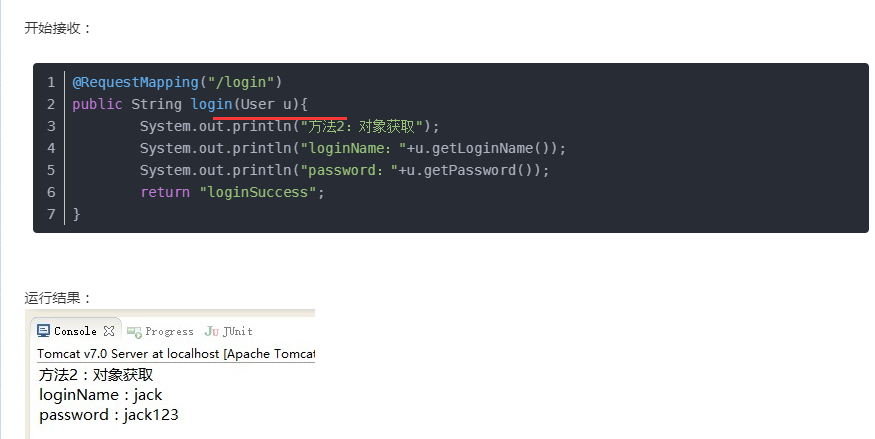 开始接收：
1 @RequestMapping("/login")
2 public String login(User u){
3 System.out.println("方法2：对象获取");
4 System.out.println("loginName："+u.getLoginName());
5 System.out.println("password："+u.getPassword());
6 return "loginSuccess";
7 }
运行结果：
Console Progress JUnit
Tomcat v7.0 Server at localhost [Apache Tomcat
方法2：对象获取
loginName：jack
password：jack123